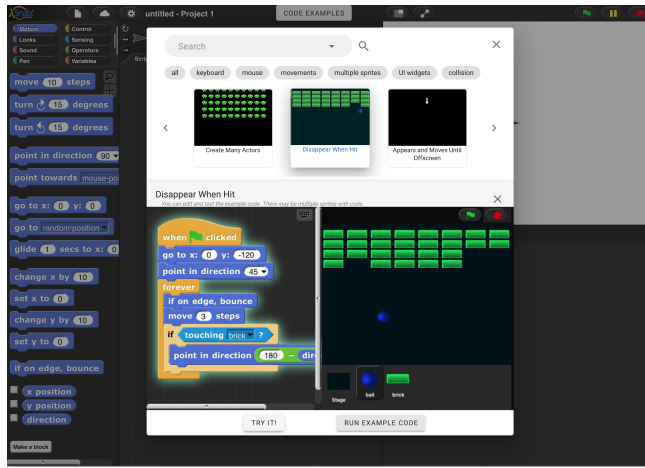 Snap!
untitled - Project 1
CODE EXAMPLES
Motion
Control
Looks
Sensing
Sound
Operators
Pen
Variables
Search
all
keyboard
mouse
movements
multiple sprites
UI widgets
collision
Create Many Actors
Disappear When Hit
Appears and Moves Until
Offscreen
Disappear When Hit
You can edit and test the example code. There may be multiple sprites with code.
move 10 steps
turn 15 degrees
turn 15 degrees
point in direction 90
point towards mouse-poi
go to x: 0 y: 0
go to random position
glide 1 secs to x: 0
change x by 10
set x to 0
change y by 10
set y to 0
if on edge, bounce
x position
y position
direction
Make a block
when clicked
go to x: 0 y: -120
point in direction 45
forever
if on edge, bounce
move 3 steps
if touching brick ?
point in direction 180 - dire
Stage
ball
brick
TRY IT!
RUN EXAMPLE CODE